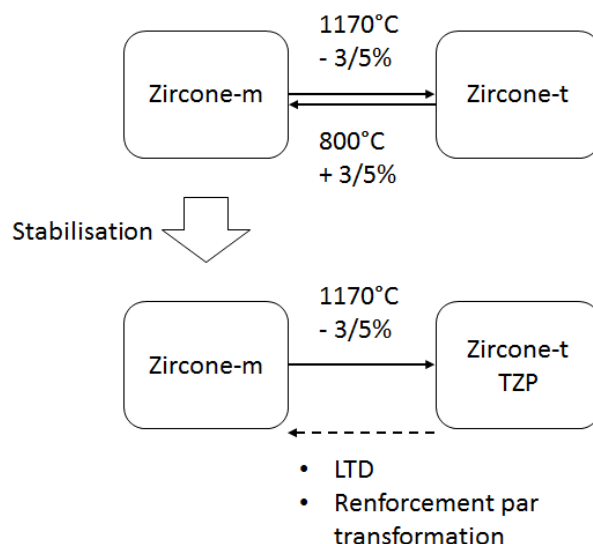 1170°C
- 3/5%
Zircone-m
Zircone-t
800°C
+ 3/5%
Stabilisation
1170°C
- 3/5%
Zircone-m
Zircone-t
TZP
• LTD
• Renforcement par
transformation